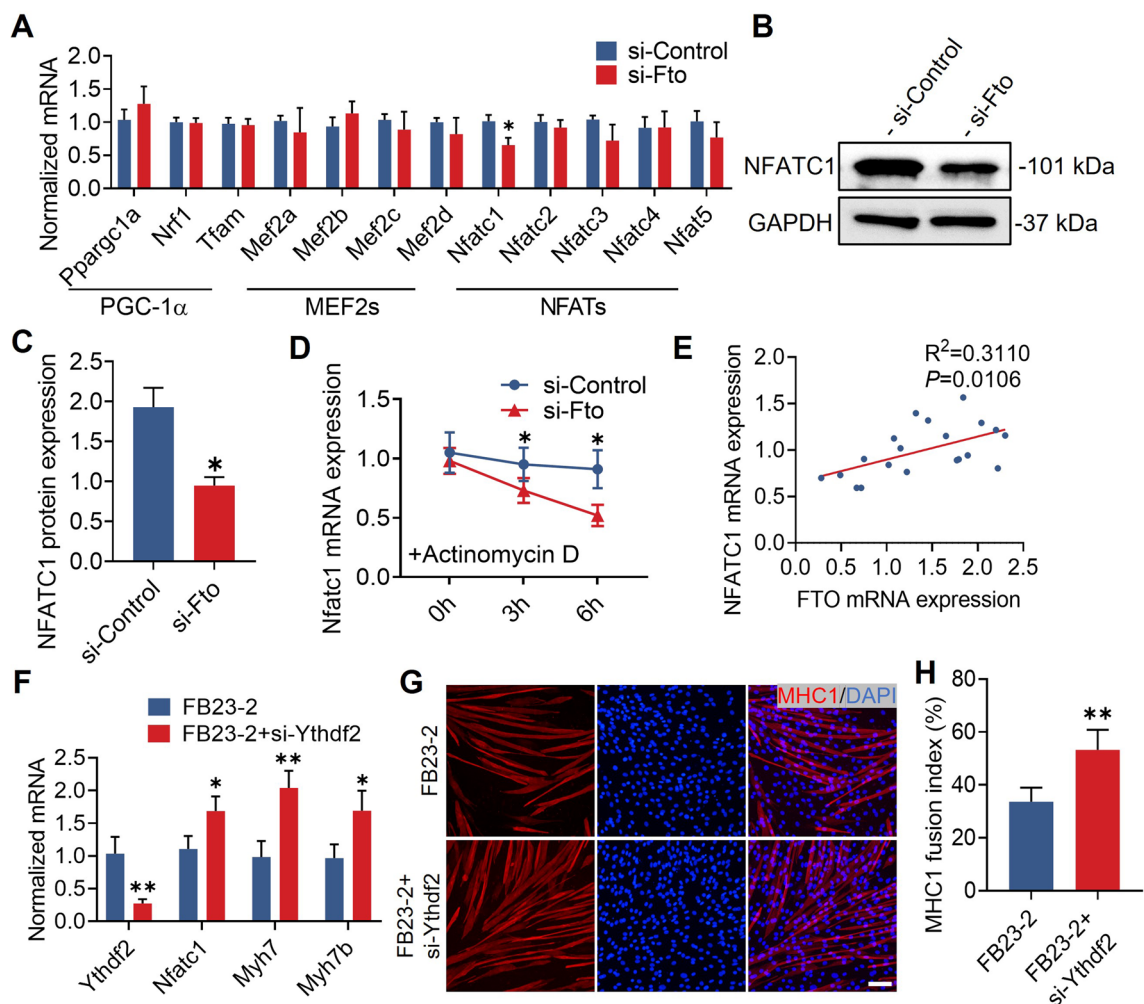 A
Normalized mRNA
2.0
1.5
1.0
0.5
0.0
si-Control
si-Fto
*
Ppargc1a
Nrf1
Tfam
Mef2a
Mef2b
Mef2c
Mef2d
Nfatc1
Nfatc2
Nfatc3
Nfatc4
Nfat5
PGC-1α
MEF2s
NFATs
B
- si-Control
- si-Fto
NFATC1
-101 kDa
GAPDH
-37 kDa
C
NFATC1 protein expression
2.5
2.0
1.5
1.0
0.5
0.0
*
si-Control
si-Fto
D
Nfatc1 mRNA expression
si-Control
si-Fto
1.5
1.0
0.5
0.0
* *
+Actinomycin D
0h
3h
6h
E
NFATC1 mRNA expression
R²=0.3110
P=0.0106
2.0
1.5
1.0
0.5
0.0
0.0 0.5 1.0 1.5 2.0 2.5
FTO mRNA expression
F
FB23-2
FB23-2+si-Ythdf2
Normalized mRNA
2.5
2.0
1.5
1.0
0.5
0.0
** * ** *
Ythdf2
Nfatc1
Myh7
Myh7b
G
MHC1/DAPI
FB23-2
FB23-2+
si-Ythdf2
H
MHC1 fusion index (%)
80
60
40
20
0
**
FB23-2
FB23-2+
si-Ythdf2